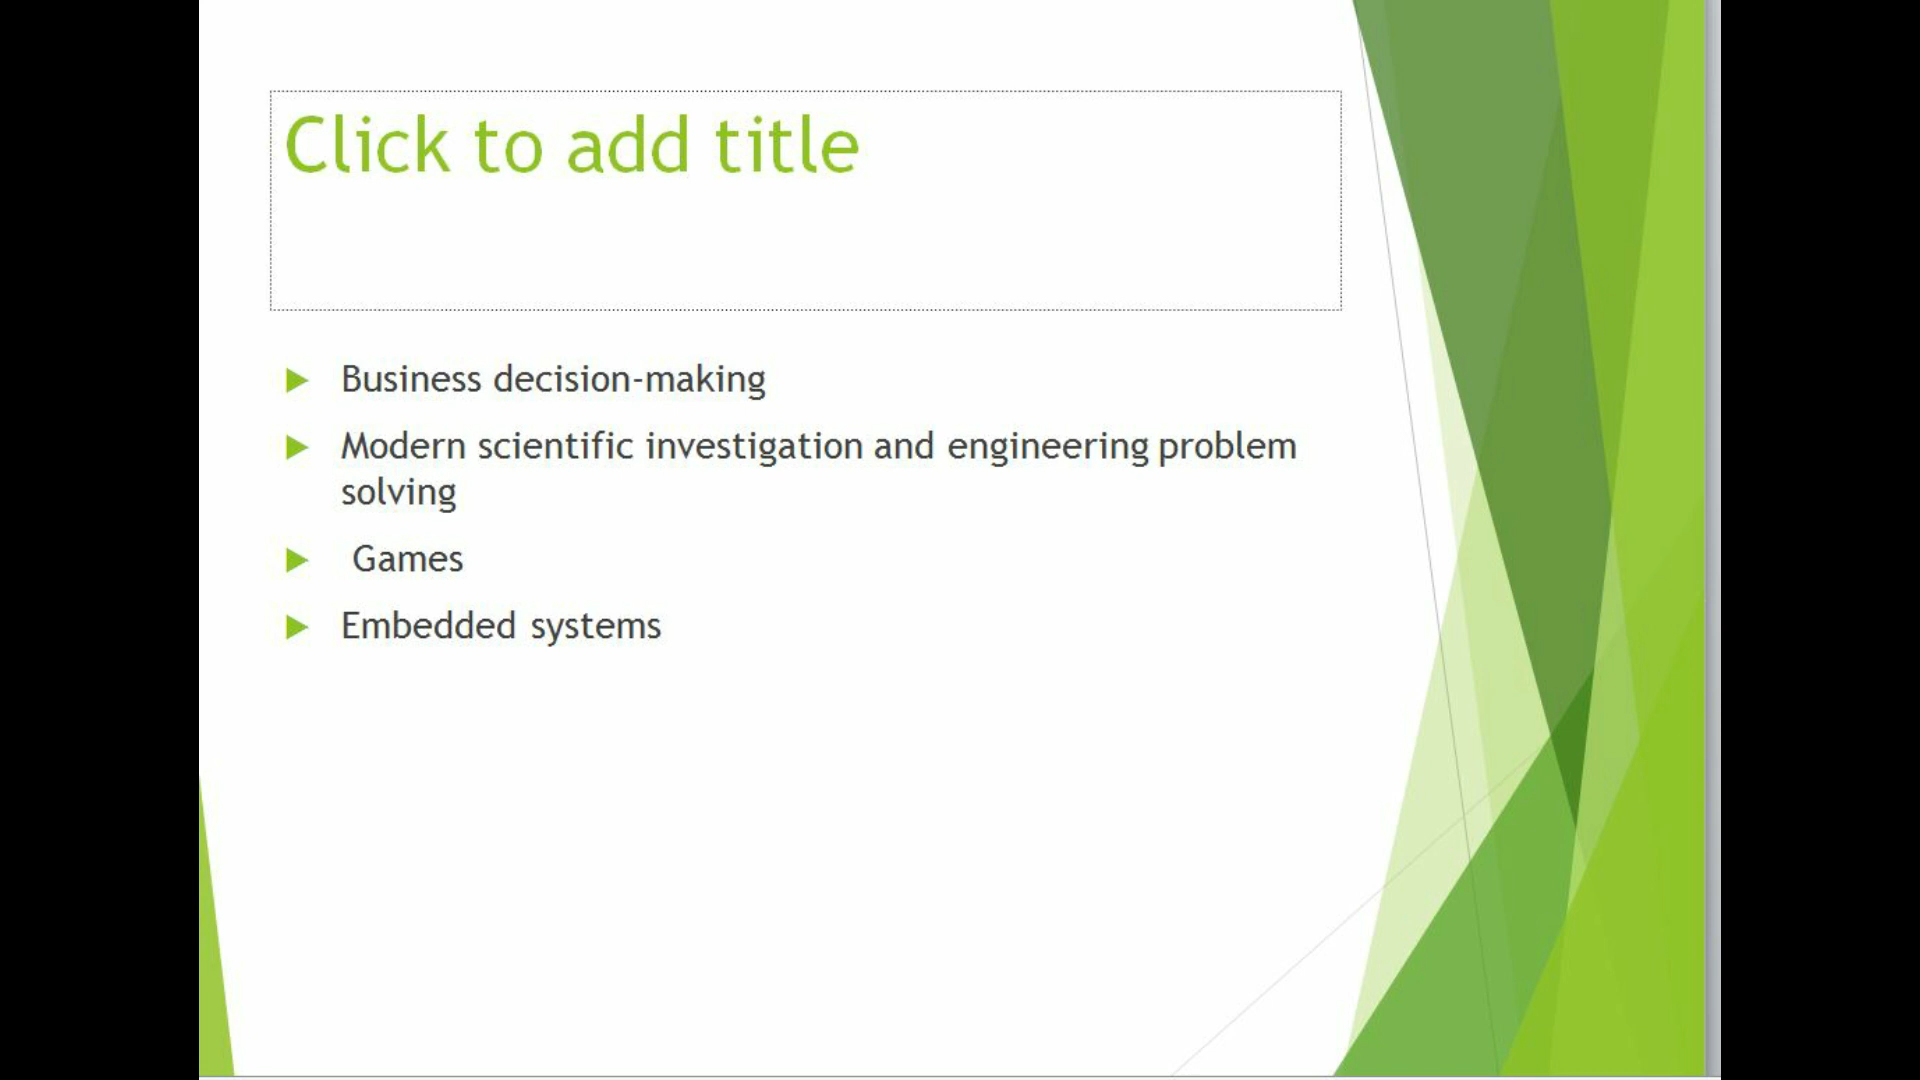 Click to add title
Business decision-making
Modern scientific investigation and engineering problem
solving
Games
Embedded systems